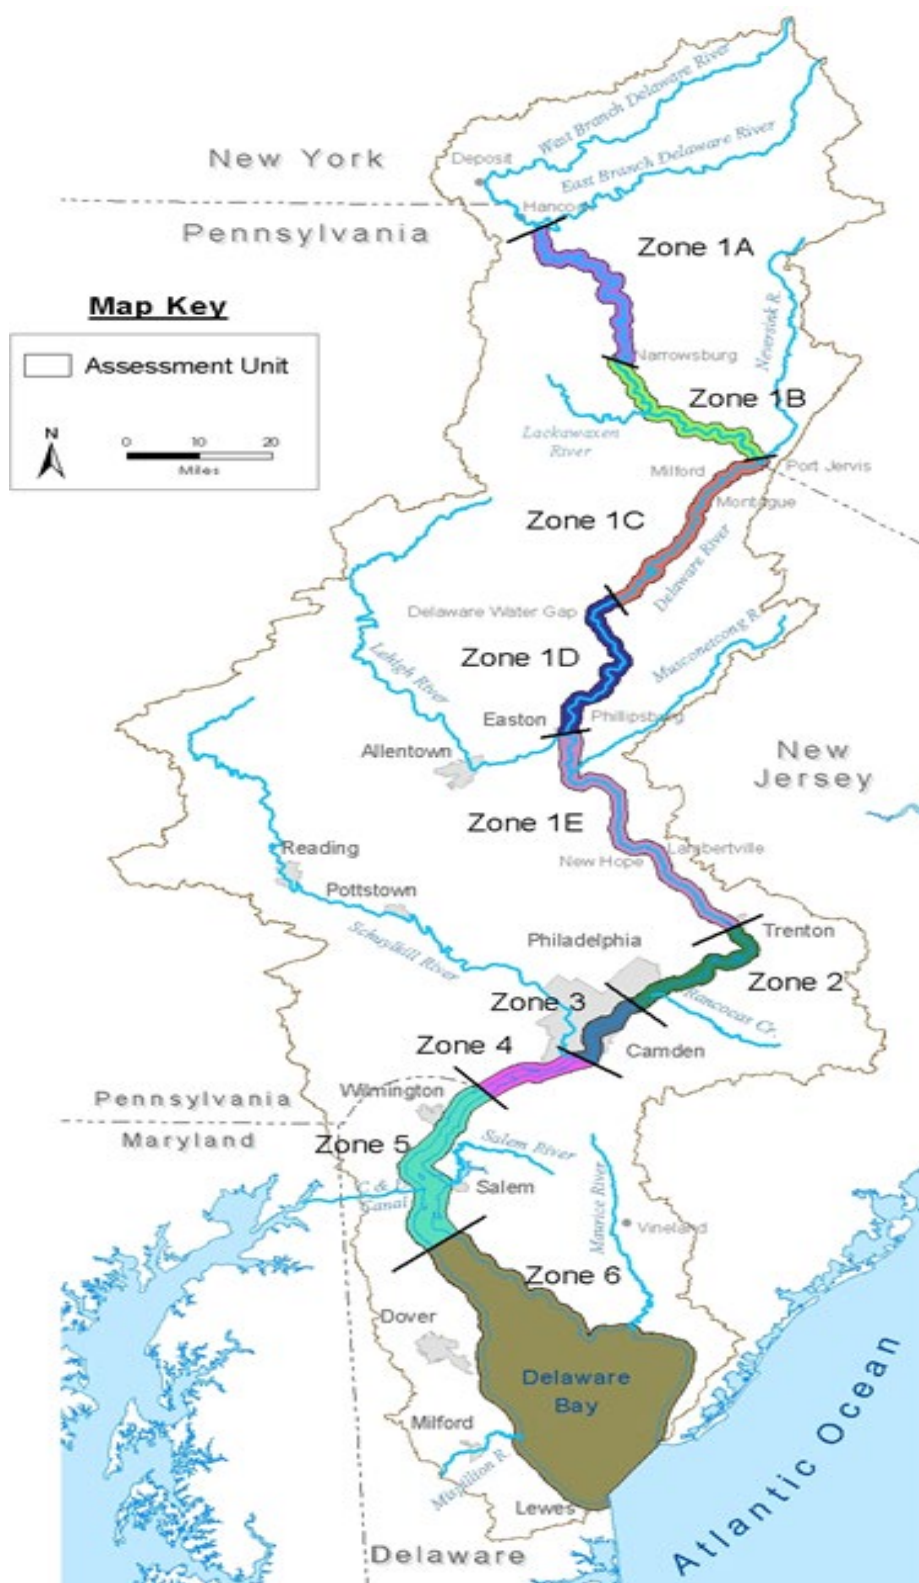 West Branch Delaware River
New York
Deposit
East Branch Delaware River
Hancoc
Pennsylvania
Zone 1A
Map Key
Neversink R.
Assessment Unit
Narrowsburg
Zone 1B
N
0 10 20
Miles
Lackawaxen
River
Milford
Port Jervis
Montague
Zone 1C
Delaware River
Delaware Water Gap
Musconetcong R.
Lehigh River
Zone 1D
Easton
Phillipsburg
Allentown
New
Jersey
Zone 1E
Reading
Lambertville
New Hope
Pottstown
Trenton
Philadelphia
Schuylkill River
Zone 2
Zone 3
Rancocas Cr.
Zone 4
Camden
Wilmington
Pennsylvania
Maryland
Zone 5
Salem River
C & D
Canal
Salem
Maurice River
Vineland
Zone 6
Dover
Delaware
Bay
Milford
Mispillion R.
Lewes
Atlantic Ocean
Delaware